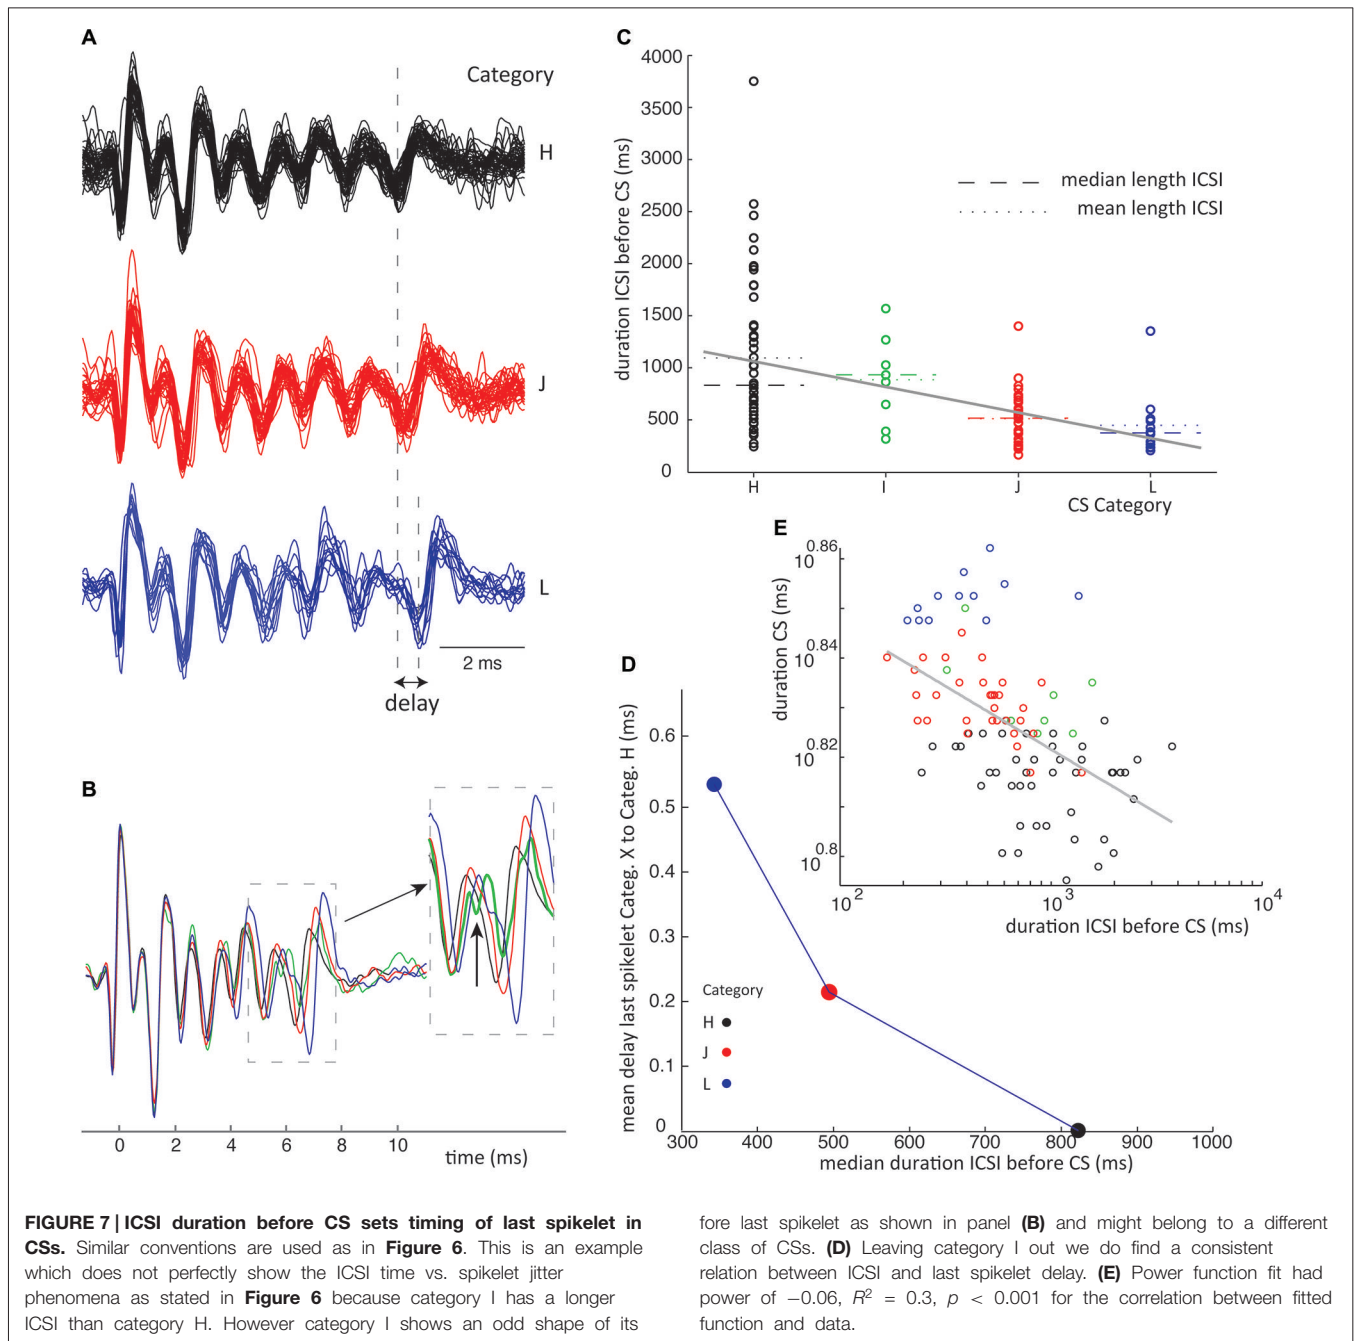 A
Category
H
J
L
2 ms
delay
B
0
2
4
6
8
10
time (ms)
C
4000
3500
3000
2500
2000
1500
1000
500
0
duration ICSI before CS (ms)
median length ICSI
mean length ICSI
H
I
J
L
CS Category
D
0.6
0.5
0.4
0.3
0.2
0.1
0
mean delay last spikelet Categ. X to Categ. H (ms)
Category
H
J
L
300
400
500
600
700
800
900
1000
median duration ICSI before CS (ms)
E
10^0.86
10^0.84
10^0.82
10^0.8
duration CS (ms)
10^2
10^3
10^4
duration ICSI before CS (ms)
FIGURE 7 | ICSI duration before CS sets timing of last spikelet in
CSs. Similar conventions are used as in Figure 6. This is an example
which does not perfectly show the ICSI time vs. spikelet jitter
phenomena as stated in Figure 6 because category I has a longer
ICSI than category H. However category I shows an odd shape of its
fore last spikelet as shown in panel (B) and might belong to a different
class of CSs. (D) Leaving category I out we do find a consistent
relation between ICSI and last spikelet delay. (E) Power function fit had
power of −0.06, R² = 0.3, p < 0.001 for the correlation between fitted
function and data.